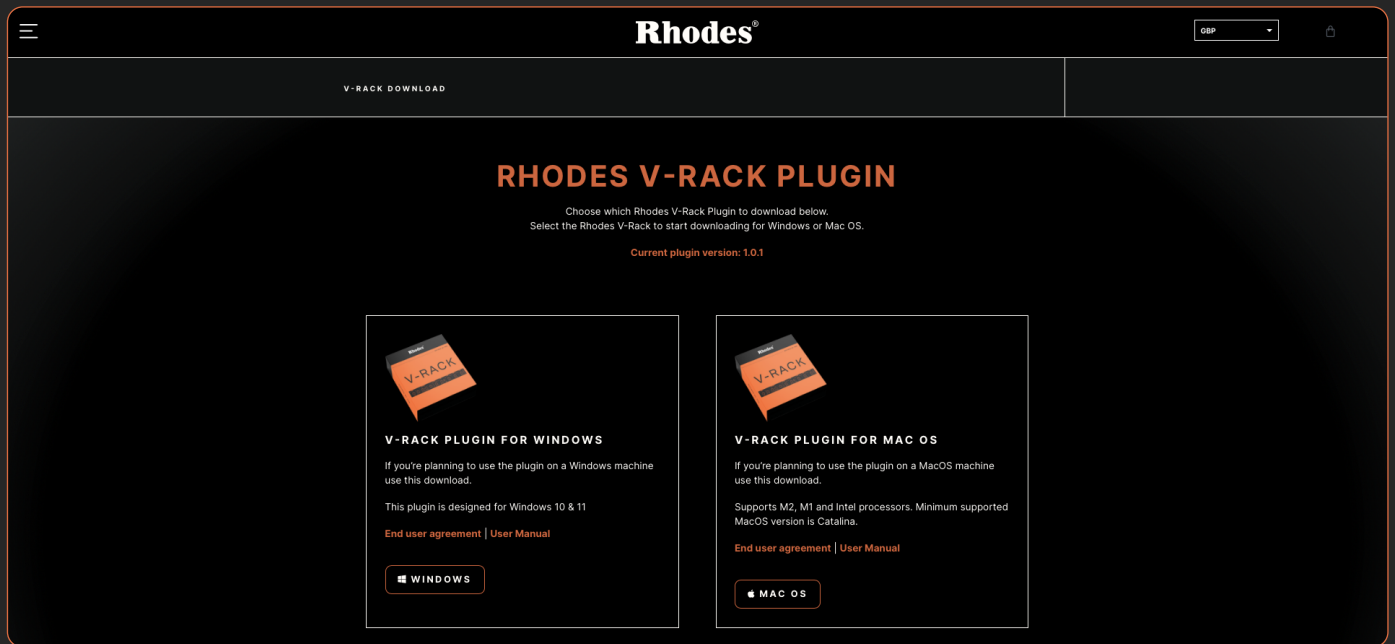 Rhodes®
GBP
V-RACK DOWNLOAD
RHODES V-RACK PLUGIN
Choose which Rhodes V-Rack Plugin to download below.
Select the Rhodes V-Rack to start downloading for Windows or Mac OS.
Current plugin version: 1.0.1
Rhodes
V-RACK
V-RACK PLUGIN FOR WINDOWS
If you're planning to use the plugin on a Windows machine
use this download.
This plugin is designed for Windows 10 & 11
End user agreement | User Manual
WINDOWS
Rhodes
V-RACK
V-RACK PLUGIN FOR MAC OS
If you're planning to use the plugin on a MacOS machine
use this download.
Supports M2, M1 and Intel processors. Minimum supported
MacOS version is Catalina.
End user agreement | User Manual
MAC OS